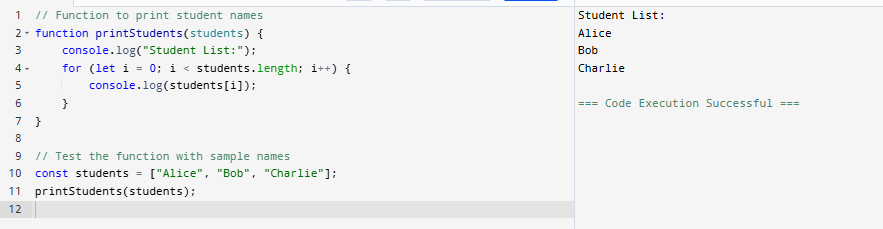 1 // Function to print student names
2 function printStudents(students) {
3     console.log("Student List:");
4     for (let i = 0; i < students.length; i++) {
5         console.log(students[i]);
6     }
7 }
8
9 // Test the function with sample names
10 const students = ["Alice", "Bob", "Charlie"];
11 printStudents(students);
12
Student List:
Alice
Bob
Charlie
=== Code Execution Successful ===